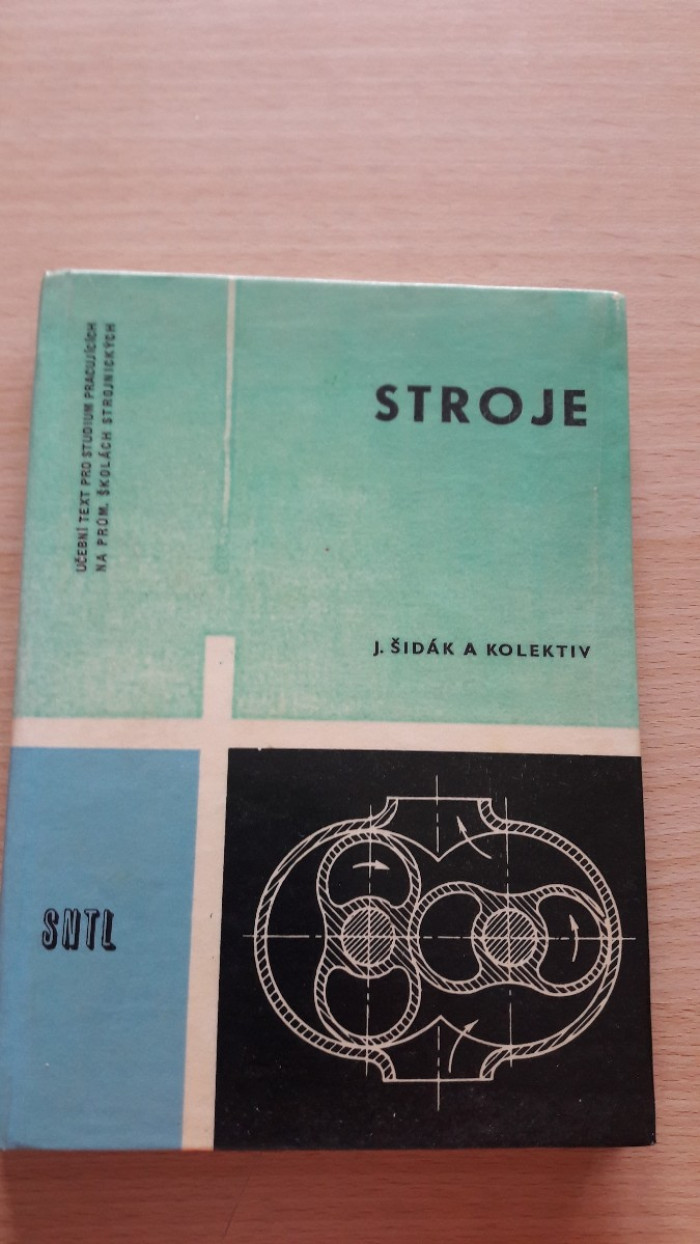 UČEBNÍ TEXT PRO STUDIUM PRACUJÍCÍCH
NA PRŮM. ŠKOLÁCH STROJNICKÝCH
STROJE
J. ŠIDÁK A KOLEKTIV
SNTL